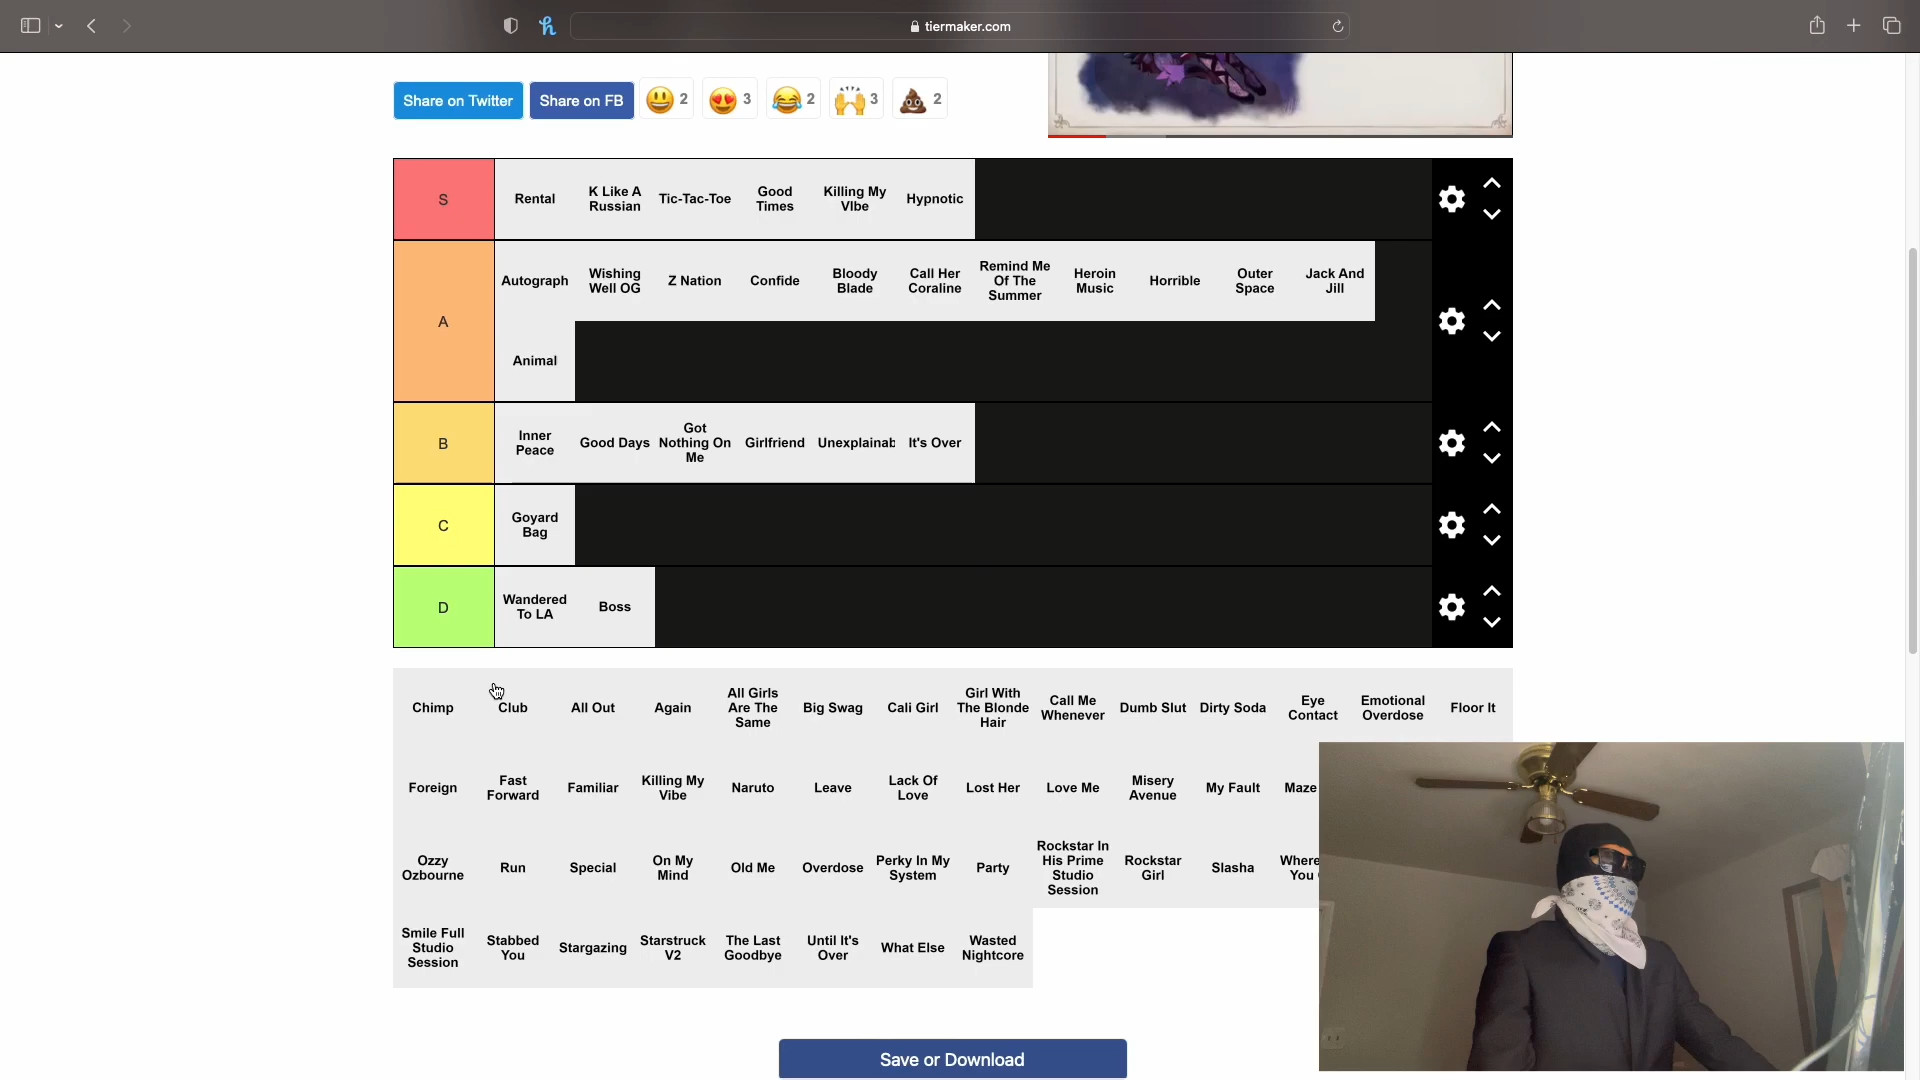 tiermaker.com
Share on Twitter
Share on FB
2
3
2
3
2
S
Rental
K Like A
Russian
Tic-Tac-Toe
Good
Times
Killing My
VIbe
Hypnotic
A
Autograph
Wishing
Well OG
Z Nation
Confide
Bloody
Blade
Call Her
Coraline
Remind Me
Of The
Summer
Heroin
Music
Horrible
Outer
Space
Jack And
Jill
Animal
B
Inner
Peace
Good Days
Got
Nothing On
Me
Girlfriend
Unexplainab
It's Over
C
Goyard
Bag
D
Wandered
To LA
Boss
Chimp
Club
All Out
Again
All Girls
Are The
Same
Big Swag
Cali Girl
Girl With
The Blonde
Hair
Call Me
Whenever
Dumb Slut
Dirty Soda
Eye
Contact
Emotional
Overdose
Floor It
Foreign
Fast
Forward
Familiar
Killing My
Vibe
Naruto
Leave
Lack Of
Love
Lost Her
Love Me
Misery
Avenue
My Fault
Maze
Ozzy
Ozbourne
Run
Special
On My
Mind
Old Me
Overdose
Perky In My
System
Party
Rockstar In
His Prime
Studio
Session
Rockstar
Girl
Slasha
Where
You
Smile Full
Studio
Session
Stabbed
You
Stargazing
Starstruck
V2
The Last
Goodbye
Until It's
Over
What Else
Wasted
Nightcore
Save or Download